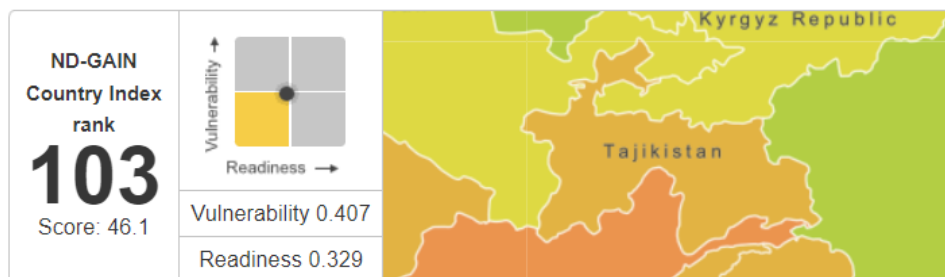 ND-GAIN
Country Index
rank
103
Score: 46.1
Vulnerability
Readiness
Vulnerability 0.407
Readiness 0.329
Kyrgyz Republic
Tajikistan